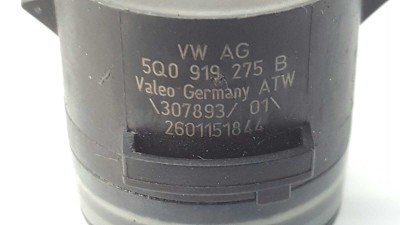 VW AG
5Q0 919 275 B
Valeo Germany ATW
\307893/ 01\
2601151844